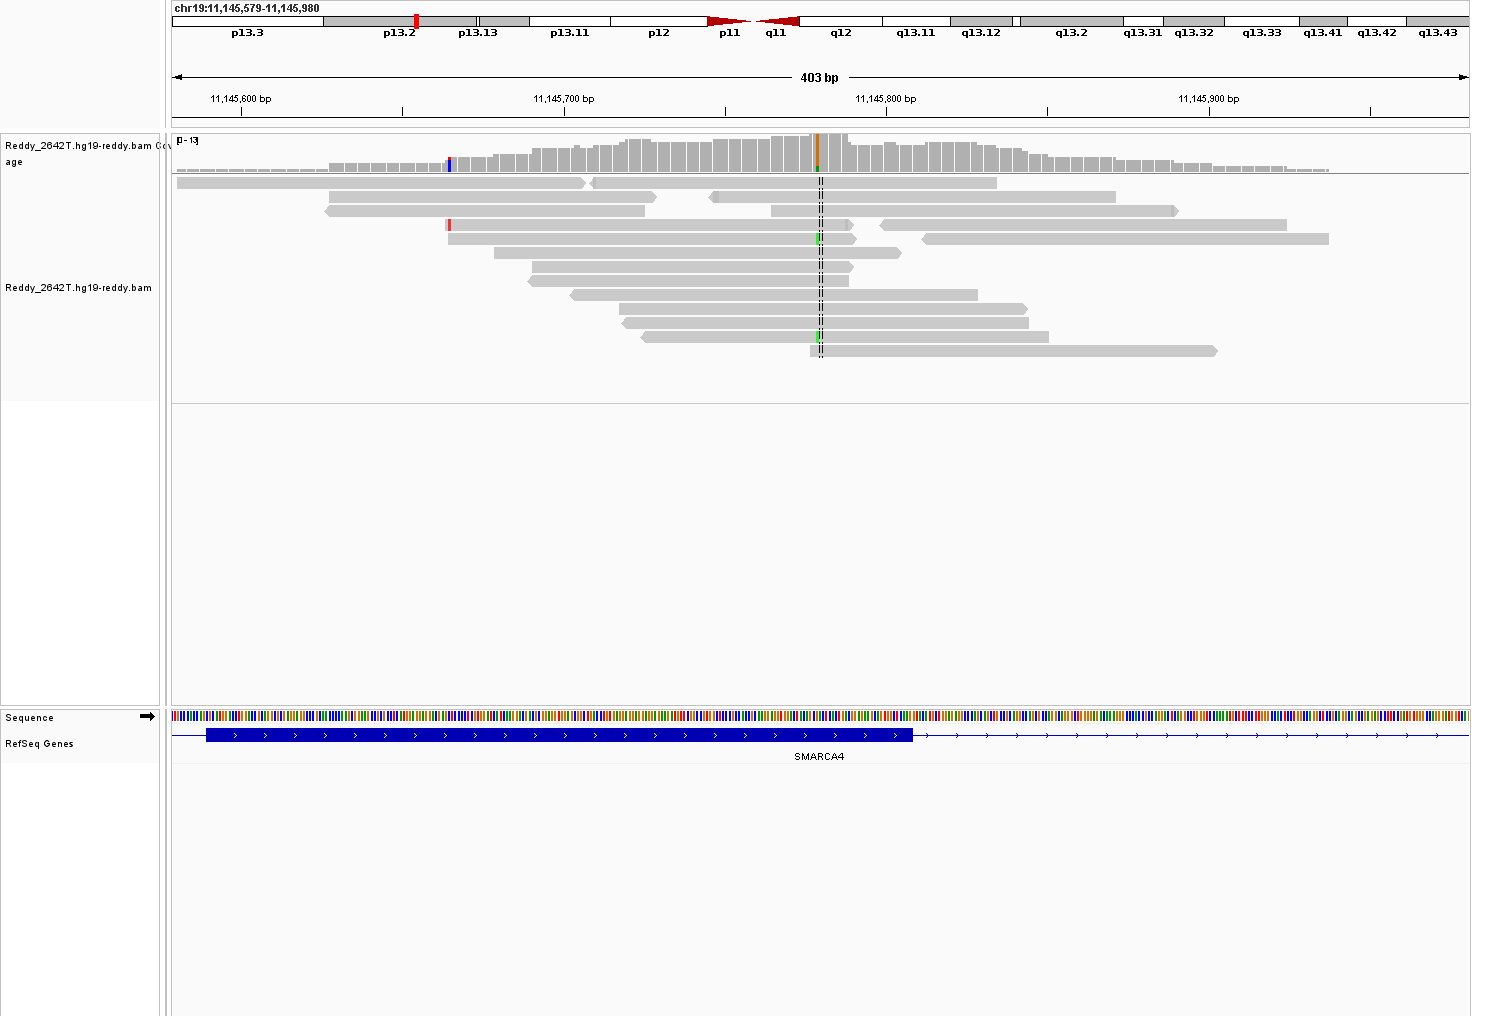 chr19:11,145,579-11,145,980
p13.3 p13.2 p13.13 p13.11 p12 p11 q11 q12 q13.11 q13.12 q13.2 q13.31 q13.32 q13.33 q13.41 q13.42 q13.43
403 bp
11,145,600 bp 11,145,700 bp 11,145,800 bp 11,145,900 bp
[0 - 13]
Reddy_2642T.hg19-reddy.bam Cov
age
Reddy_2642T.hg19-reddy.bam
Sequence
RefSeq Genes
SMARCA4